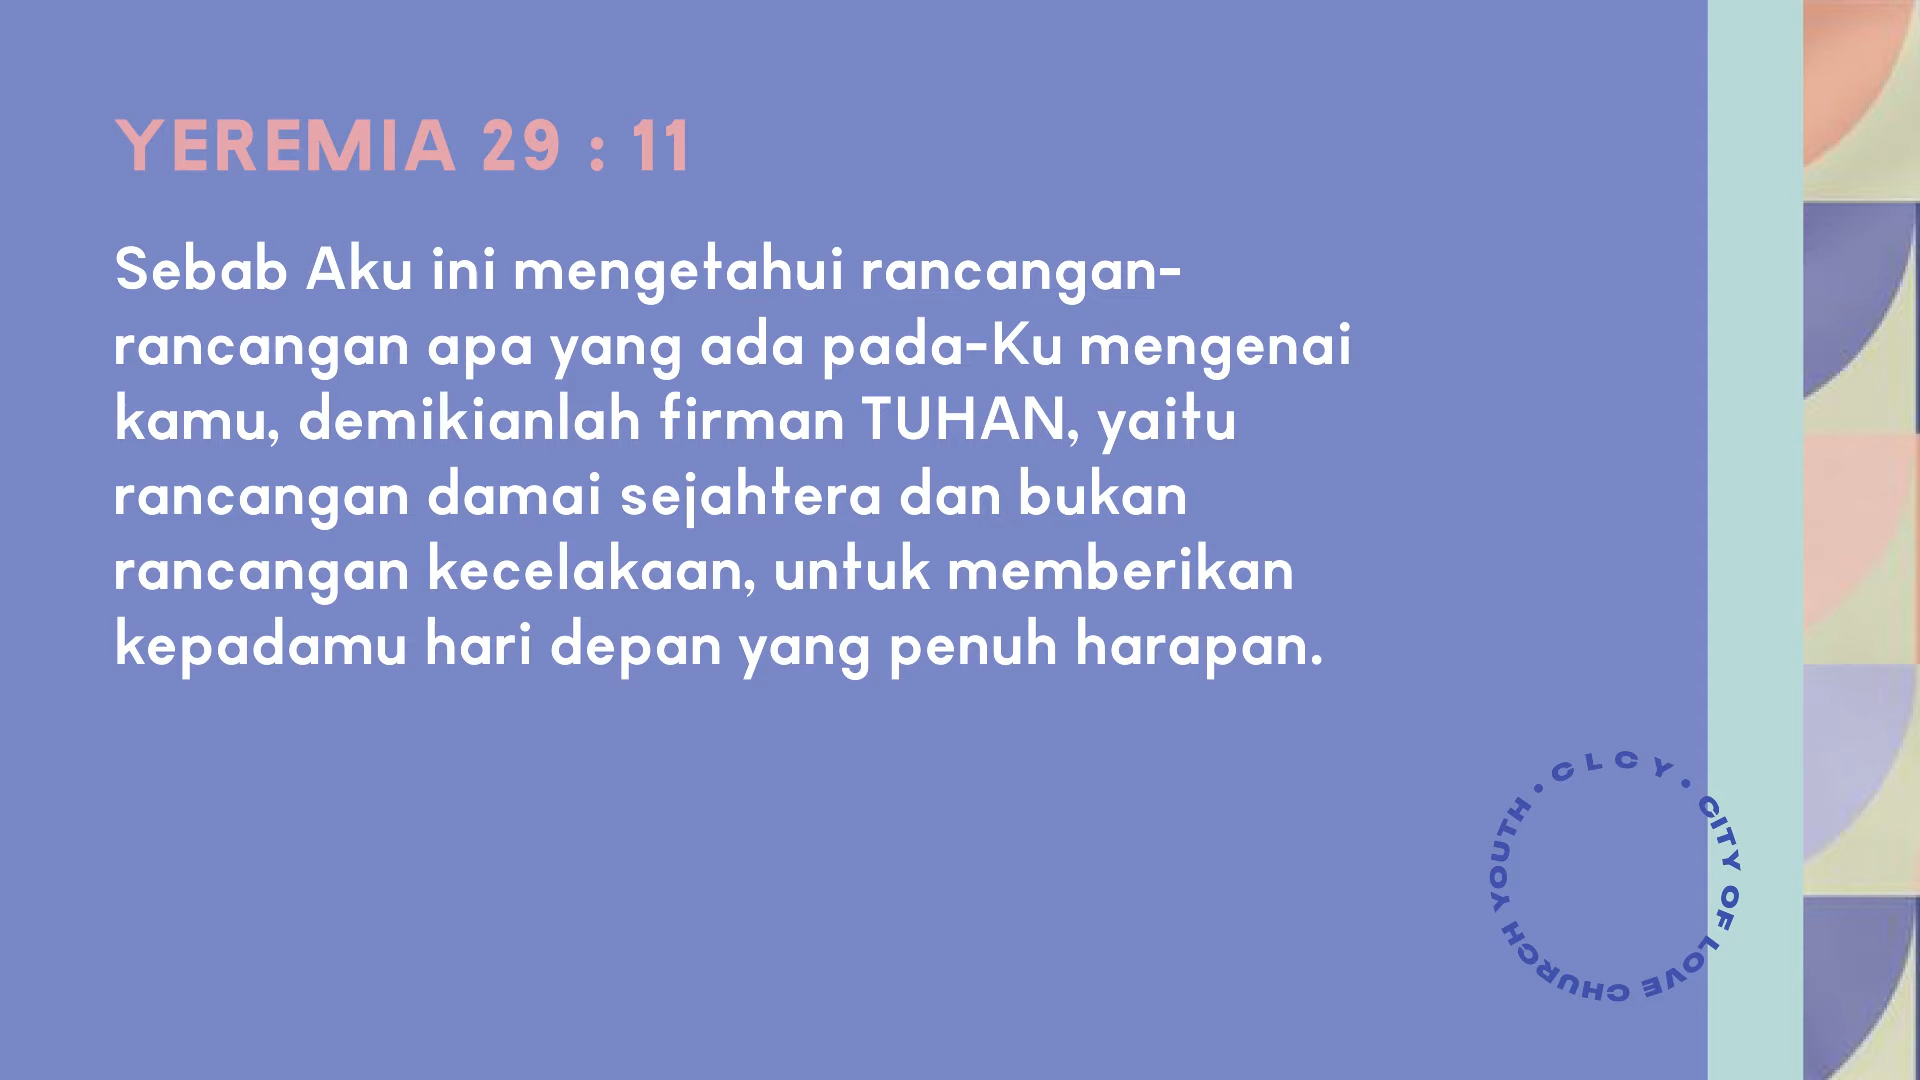 YEREMIA 29 : 11
Sebab Aku ini mengetahui rancangan-
rancangan apa yang ada pada-Ku mengenai
kamu, demikianlah firman TUHAN, yaitu
rancangan damai sejahtera dan bukan
rancangan kecelakaan, untuk memberikan
kepadamu hari depan yang penuh harapan.
• CLCY • CITY OF LOVE CHURCH YOUTH